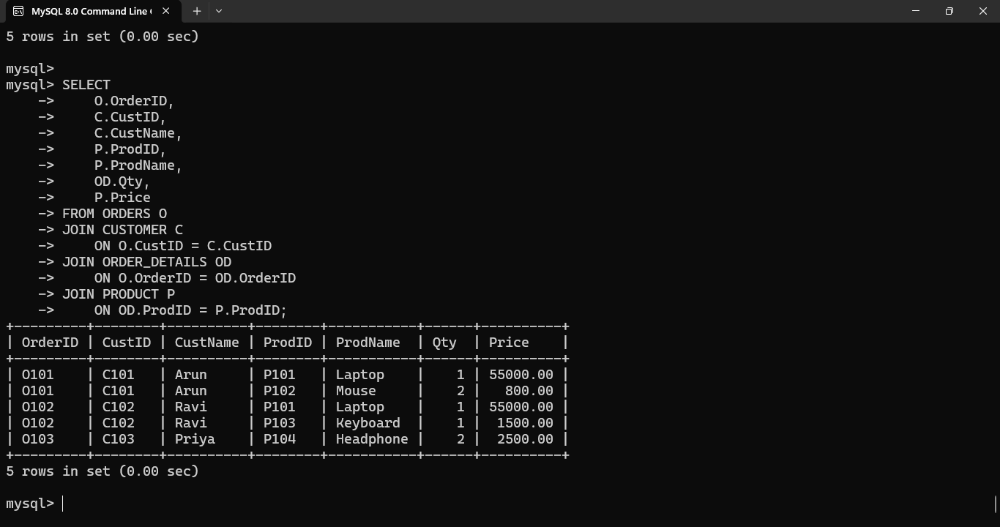 MySQL 8.0 Command Line
5 rows in set (0.00 sec)
mysql>
mysql> SELECT
    ->     O.OrderID,
    ->     C.CustID,
    ->     C.CustName,
    ->     P.ProdID,
    ->     P.ProdName,
    ->     OD.Qty,
    ->     P.Price
    -> FROM ORDERS O
    -> JOIN CUSTOMER C
    ->     ON O.CustID = C.CustID
    -> JOIN ORDER_DETAILS OD
    ->     ON O.OrderID = OD.OrderID
    -> JOIN PRODUCT P
    ->     ON OD.ProdID = P.ProdID;
+---------+--------+----------+--------+-----------+------+----------+
| OrderID | CustID | CustName | ProdID | ProdName  | Qty  | Price    |
+---------+--------+----------+--------+-----------+------+----------+
| O101    | C101   | Arun     | P101   | Laptop    |    1 | 55000.00 |
| O101    | C101   | Arun     | P102   | Mouse     |    2 |   800.00 |
| O102    | C102   | Ravi     | P101   | Laptop    |    1 | 55000.00 |
| O102    | C102   | Ravi     | P103   | Keyboard  |    1 |  1500.00 |
| O103    | C103   | Priya    | P104   | Headphone |    2 |  2500.00 |
+---------+--------+----------+--------+-----------+------+----------+
5 rows in set (0.00 sec)
mysql>